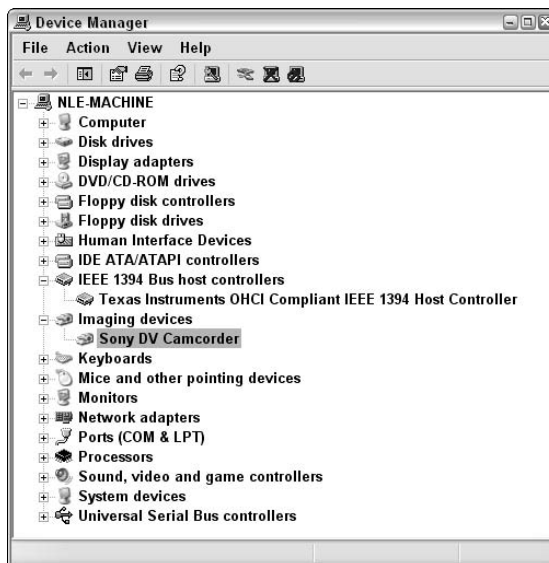 Device Manager
File Action View Help
NLE-MACHINE
Computer
Disk drives
Display adapters
DVD/CD-ROM drives
Floppy disk controllers
Floppy disk drives
Human Interface Devices
IDE ATA/ATAPI controllers
IEEE 1394 Bus host controllers
Texas Instruments OHCI Compliant IEEE 1394 Host Controller
Imaging devices
Sony DV Camcorder
Keyboards
Mice and other pointing devices
Monitors
Network adapters
Ports (COM & LPT)
Processors
Sound, video and game controllers
System devices
Universal Serial Bus controllers